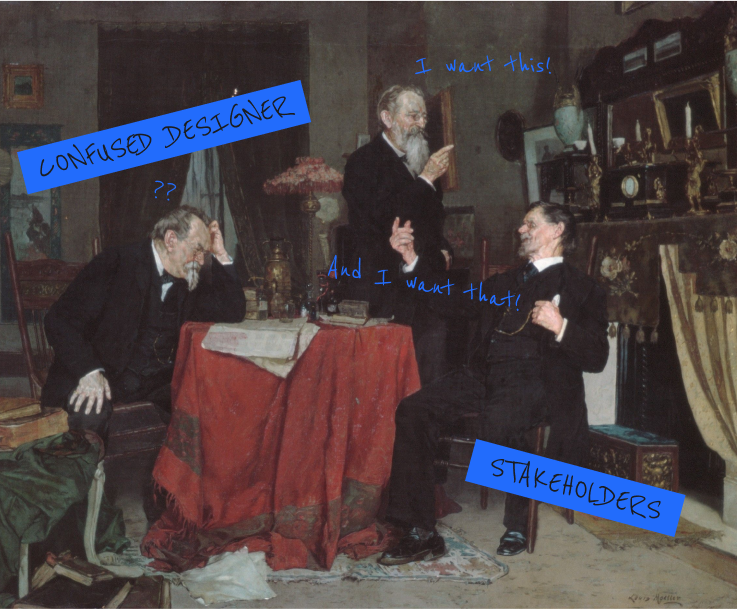 I want this!
CONFUSED DESIGNER
??
And I want that!
STAKEHOLDERS